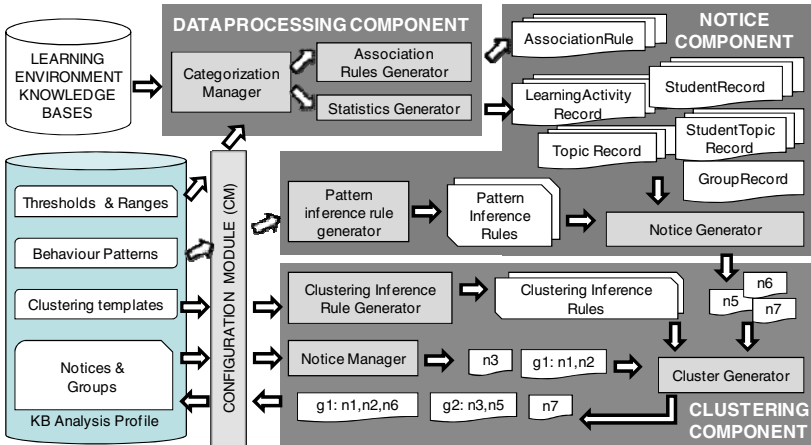 DATA PROCESSING COMPONENT
NOTICE
COMPONENT
LEARNING
ENVIRONMENT
KNOWLEDGE
BASES
Categorization
Manager
Association
Rules Generator
Statistics Generator
AssociationRule
LearningActivity
Record
StudentRecord
Topic Record
StudentTopic
Record
GroupRecord
Thresholds & Ranges
Behaviour Patterns
Clustering templates
Notices &
Groups
KB Analysis Profile
CONFIGURATION MODULE (CM)
Pattern
inference rule
generator
Pattern
Inference
Rules
Notice Generator
Clustering Inference
Rule Generator
Clustering Inference
Rules
n5
n6
n7
Notice Manager
n3
g1: n1,n2
Cluster Generator
g1: n1,n2,n6
g2: n3,n5
n7
CLUSTERING
COMPONENT